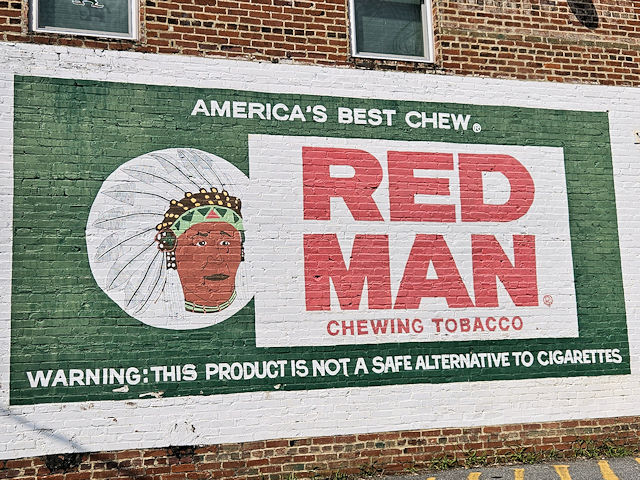 AMERICA'S BEST CHEW®
RED
MAN®
CHEWING TOBACCO
WARNING: THIS PRODUCT IS NOT A SAFE ALTERNATIVE TO CIGARETTES